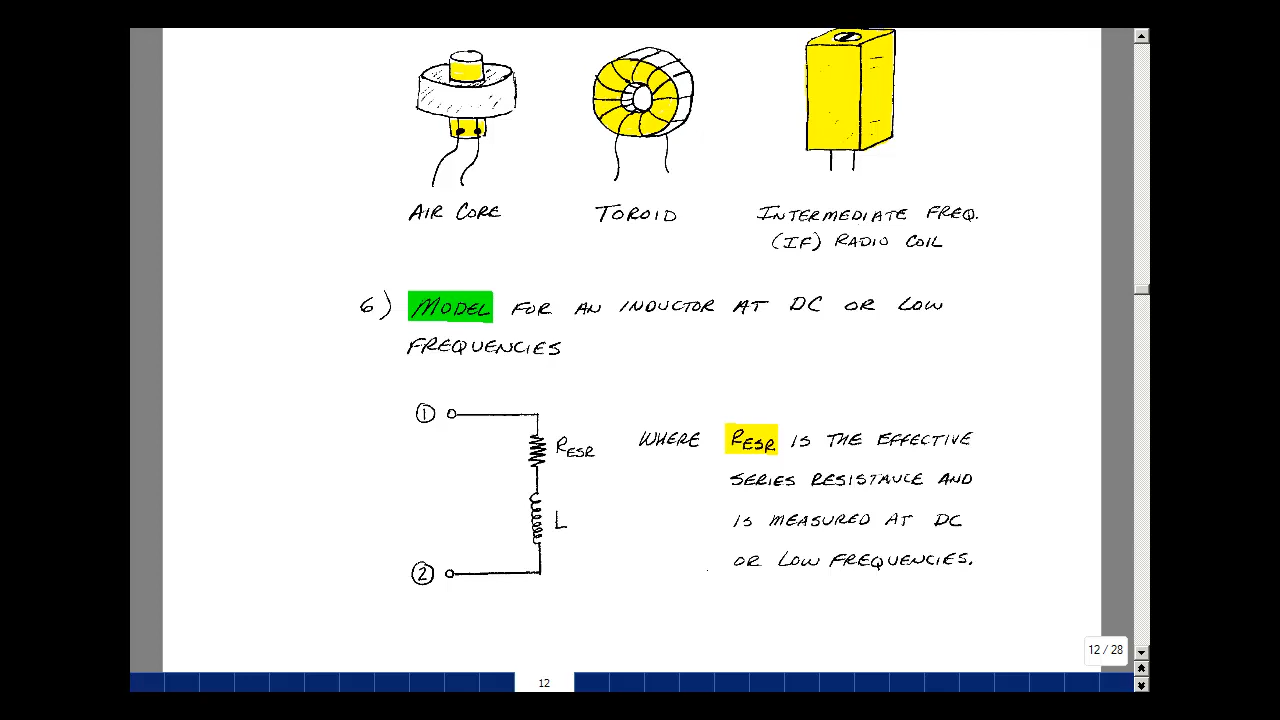 AIR CORE
TOROID
INTERMEDIATE FREQ.
(IF) RADIO COIL
6) MODEL FOR AN INDUCTOR AT DC OR LOW
FREQUENCIES
1
RESR
L
2
WHERE RESR IS THE EFFECTIVE
SERIES RESISTANCE AND
IS MEASURED AT DC
OR LOW FREQUENCIES.
12 / 28
12